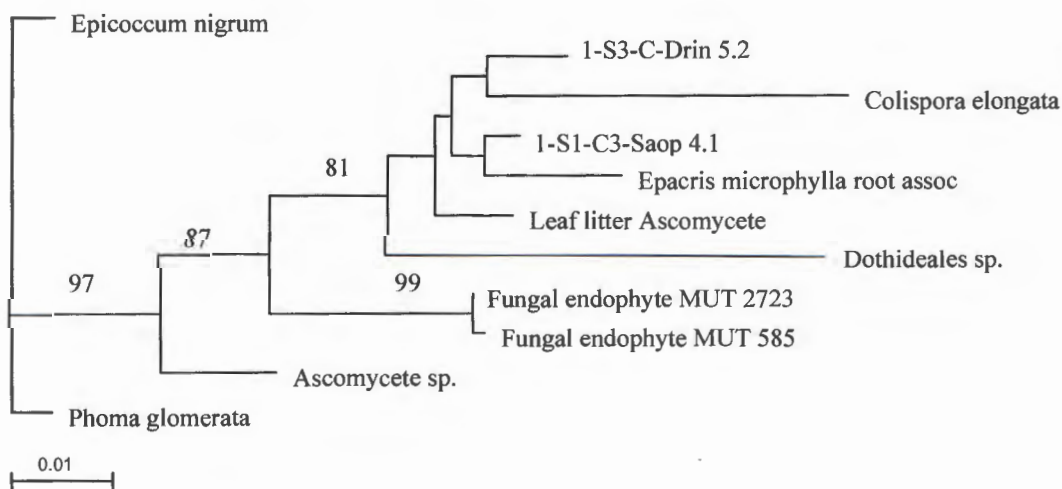 Epicoccum nigrum
1-S3-C-Drin 5.2
Colispora elongata
1-S1-C3-Saop 4.1
81
Epacris microphylla root assoc
Leaf litter Ascomycete
87
Dothideales sp.
97
99
Fungal endophyte MUT 2723
Fungal endophyte MUT 585
Ascomycete sp.
Phoma glomerata
0.01